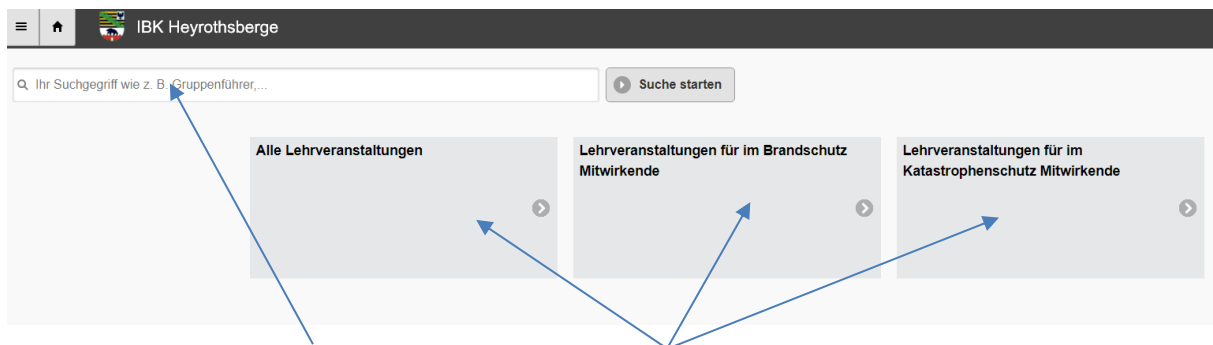 IBK Heyrothsberge
Ihr Suchgegriff wie z. B. Gruppenführer,...
Suche starten
Alle Lehrveranstaltungen
Lehrveranstaltungen für im Brandschutz
Mitwirkende
Lehrveranstaltungen für im
Katastrophenschutz Mitwirkende